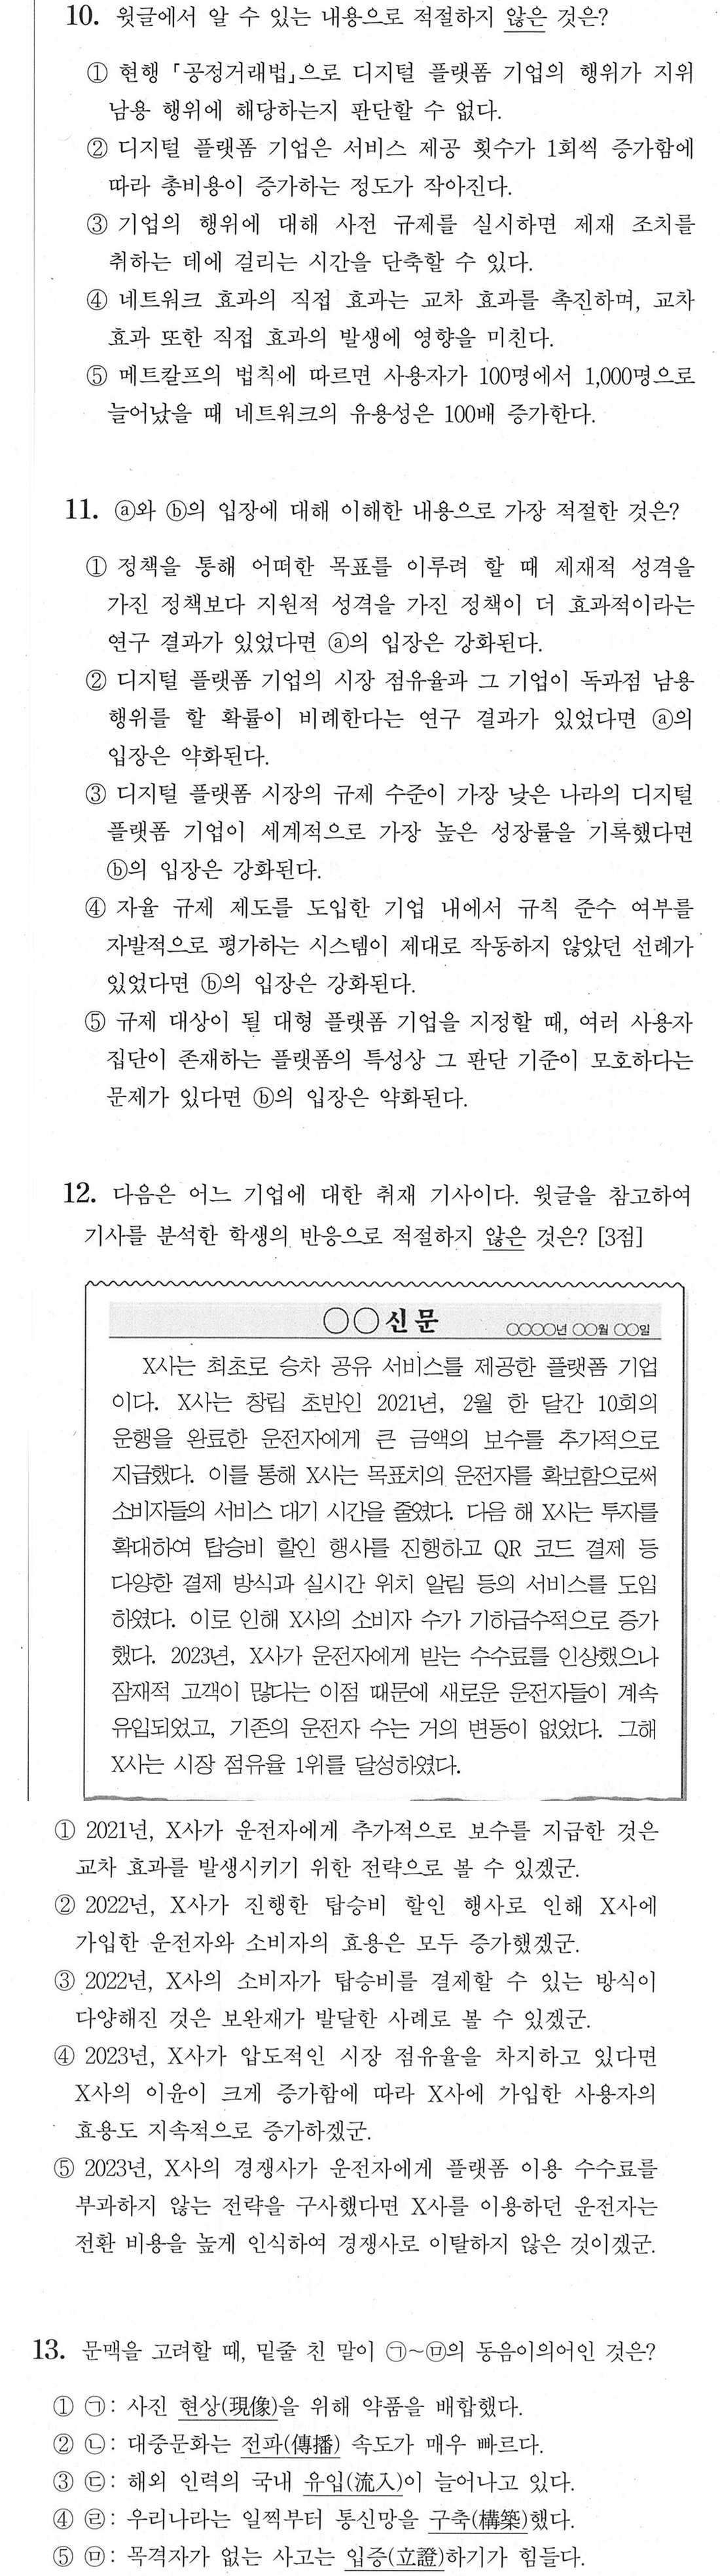 10. 윗글에서 알 수 있는 내용으로 적절하지 않은 것은?
① 현행 「공정거래법」으로 디지털 플랫폼 기업의 행위가 지위
남용 행위에 해당하는지 판단할 수 없다.
② 디지털 플랫폼 기업은 서비스 제공 횟수가 1회씩 증가함에
따라 총비용이 증가하는 정도가 작아진다.
③ 기업의 행위에 대해 사전 규제를 실시하면 제재 조치를
취하는 데에 걸리는 시간을 단축할 수 있다.
④ 네트워크 효과의 직접 효과는 교차 효과를 촉진하며, 교차
효과 또한 직접 효과의 발생에 영향을 미친다.
⑤ 메트칼프의 법칙에 따르면 사용자가 100명에서 1,000명으로
늘어났을 때 네트워크의 유용성은 100배 증가한다.
11. ⓐ와 ⓑ의 입장에 대해 이해한 내용으로 가장 적절한 것은?
① 정책을 통해 어떠한 목표를 이루려 할 때 제재적 성격을
가진 정책보다 지원적 성격을 가진 정책이 더 효과적이라는
연구 결과가 있었다면 ⓐ의 입장은 강화된다.
② 디지털 플랫폼 기업의 시장 점유율과 그 기업이 독과점 남용
행위를 할 확률이 비례한다는 연구 결과가 있었다면 ⓐ의
입장은 약화된다.
③ 디지털 플랫폼 시장의 규제 수준이 가장 낮은 나라의 디지털
플랫폼 기업이 세계적으로 가장 높은 성장률을 기록했다면
ⓑ의 입장은 강화된다.
④ 자율 규제 제도를 도입한 기업 내에서 규칙 준수 여부를
자발적으로 평가하는 시스템이 제대로 작동하지 않았던 선례가
있었다면 ⓑ의 입장은 강화된다.
⑤ 규제 대상이 될 대형 플랫폼 기업을 지정할 때, 여러 사용자
집단이 존재하는 플랫폼의 특성상 그 판단 기준이 모호하다는
문제가 있다면 ⓑ의 입장은 약화된다.
12. 다음은 어느 기업에 대한 취재 기사이다. 윗글을 참고하여
기사를 분석한 학생의 반응으로 적절하지 않은 것은? [3점]
○○신문 ○○○○년 ○○월 ○○일
X사는 최초로 승차 공유 서비스를 제공한 플랫폼 기업
이다. X사는 창립 초반인 2021년, 2월 한 달간 10회의
운행을 완료한 운전자에게 큰 금액의 보수를 추가적으로
지급했다. 이를 통해 X사는 목표치의 운전자를 확보함으로써
소비자들의 서비스 대기 시간을 줄였다. 다음 해 X사는 투자를
확대하여 탑승비 할인 행사를 진행하고 QR 코드 결제 등
다양한 결제 방식과 실시간 위치 알림 등의 서비스를 도입
하였다. 이로 인해 X사의 소비자 수가 기하급수적으로 증가
했다. 2023년, X사가 운전자에게 받는 수수료를 인상했으나
잠재적 고객이 많다는 이점 때문에 새로운 운전자들이 계속
유입되었고, 기존의 운전자 수는 거의 변동이 없었다. 그해
X사는 시장 점유율 1위를 달성하였다.
① 2021년, X사가 운전자에게 추가적으로 보수를 지급한 것은
교차 효과를 발생시키기 위한 전략으로 볼 수 있겠군.
② 2022년, X사가 진행한 탑승비 할인 행사로 인해 X사에
가입한 운전자와 소비자의 효용은 모두 증가했겠군.
③ 2022년, X사의 소비자가 탑승비를 결제할 수 있는 방식이
다양해진 것은 보완재가 발달한 사례로 볼 수 있겠군.
④ 2023년, X사가 압도적인 시장 점유율을 차지하고 있다면
X사의 이윤이 크게 증가함에 따라 X사에 가입한 사용자의
효용도 지속적으로 증가하겠군.
⑤ 2023년, X사의 경쟁사가 운전자에게 플랫폼 이용 수수료를
부과하지 않는 전략을 구사했다면 X사를 이용하던 운전자는
전환 비용을 높게 인식하여 경쟁사로 이탈하지 않은 것이겠군.
13. 문맥을 고려할 때, 밑줄 친 말이 ㉠~㉤의 동음이의어인 것은?
① ㉠: 사진 현상(現像)을 위해 약품을 배합했다.
② ㉡: 대중문화는 전파(傳播) 속도가 매우 빠르다.
③ ㉢: 해외 인력의 국내 유입(流入)이 늘어나고 있다.
④ ㉣: 우리나라는 일찍부터 통신망을 구축(構築)했다.
⑤ ㉤: 목격자가 없는 사고는 입증(立證)하기가 힘들다.